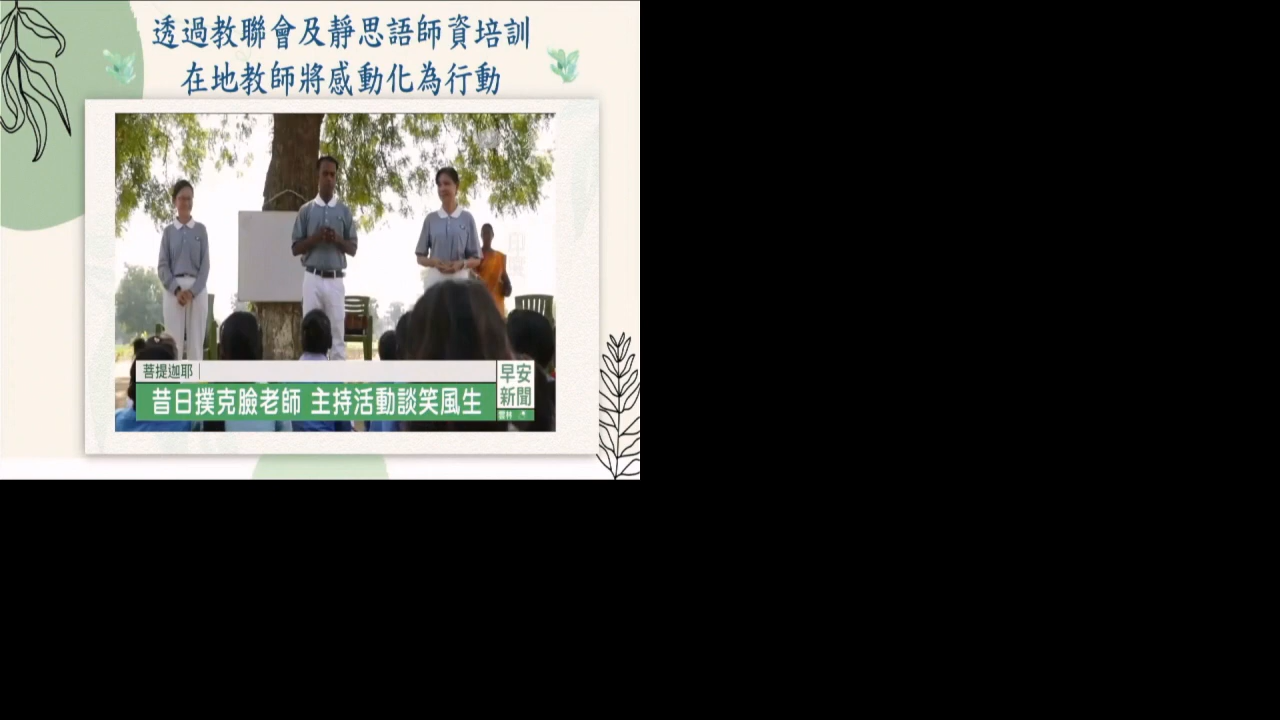 透過教聯會及靜思語師資培訓
在地教師將感動化為行動
菩提迦耶
早安
新聞
昔日撲克臉老師 主持活動談笑風生